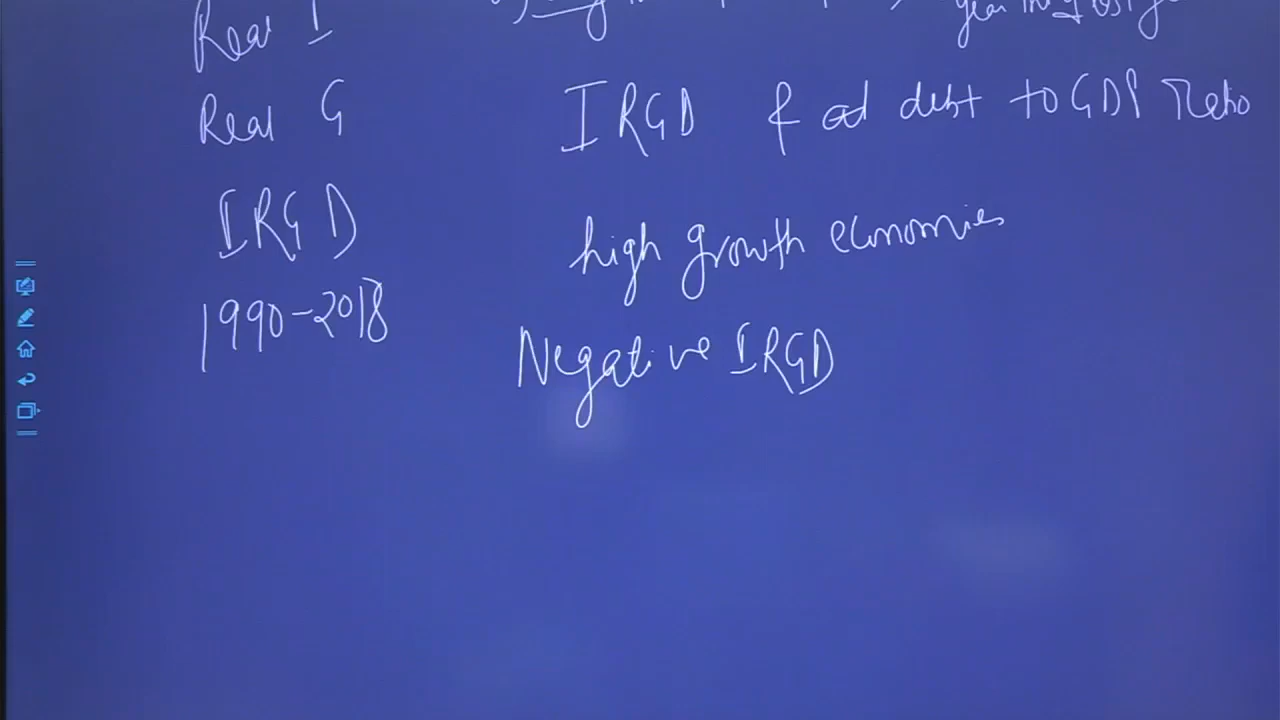 Real I
Real G
IRGD
1990-2018
IRGD & debt to GDP Ratio
high growth economies
Negative IRGD